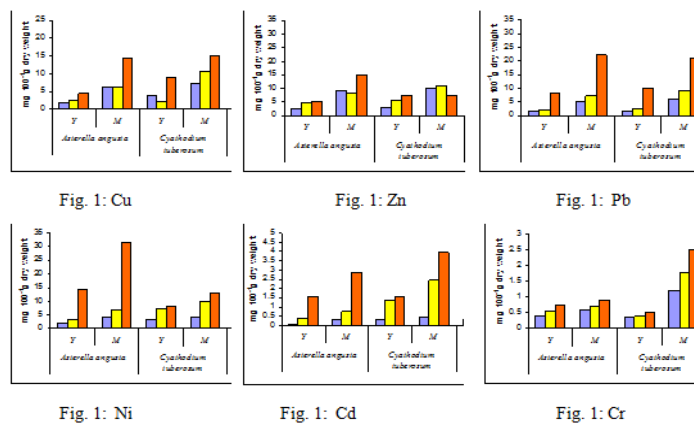 mg 100⁻¹g dry weight
25
20
15
10
5
0
Y M Y M
Asterella angusta Cyathodium tuberosum
Fig. 1: Cu
mg 100⁻¹g dry weight
35
30
25
20
15
10
5
0
Y M Y M
Asterella angusta Cyathodium
tuberosum
Fig. 1: Zn
mg 100⁻¹g dry weight
35
30
25
20
15
10
5
0
Y M Y M
Asterella angusta Cyathodium
tuberosum
Fig. 1: Pb
mg 100⁻¹g dry weight
35
30
25
20
15
10
5
0
Y M Y M
Asterella angusta Cyathodium
tuberosum
Fig. 1: Ni
mg 100⁻¹g dry weight
5
4.5
4
3.5
3
2.5
2
1.5
1
0.5
0
Y M Y M
Asterella angusta Cyathodium
tuberosum
Fig. 1: Cd
mg 100⁻¹g dry weight
3
2.5
2
1.5
1
0.5
0
Y M Y M
Asterella angusta Cyathodium
tuberosum
Fig. 1: Cr